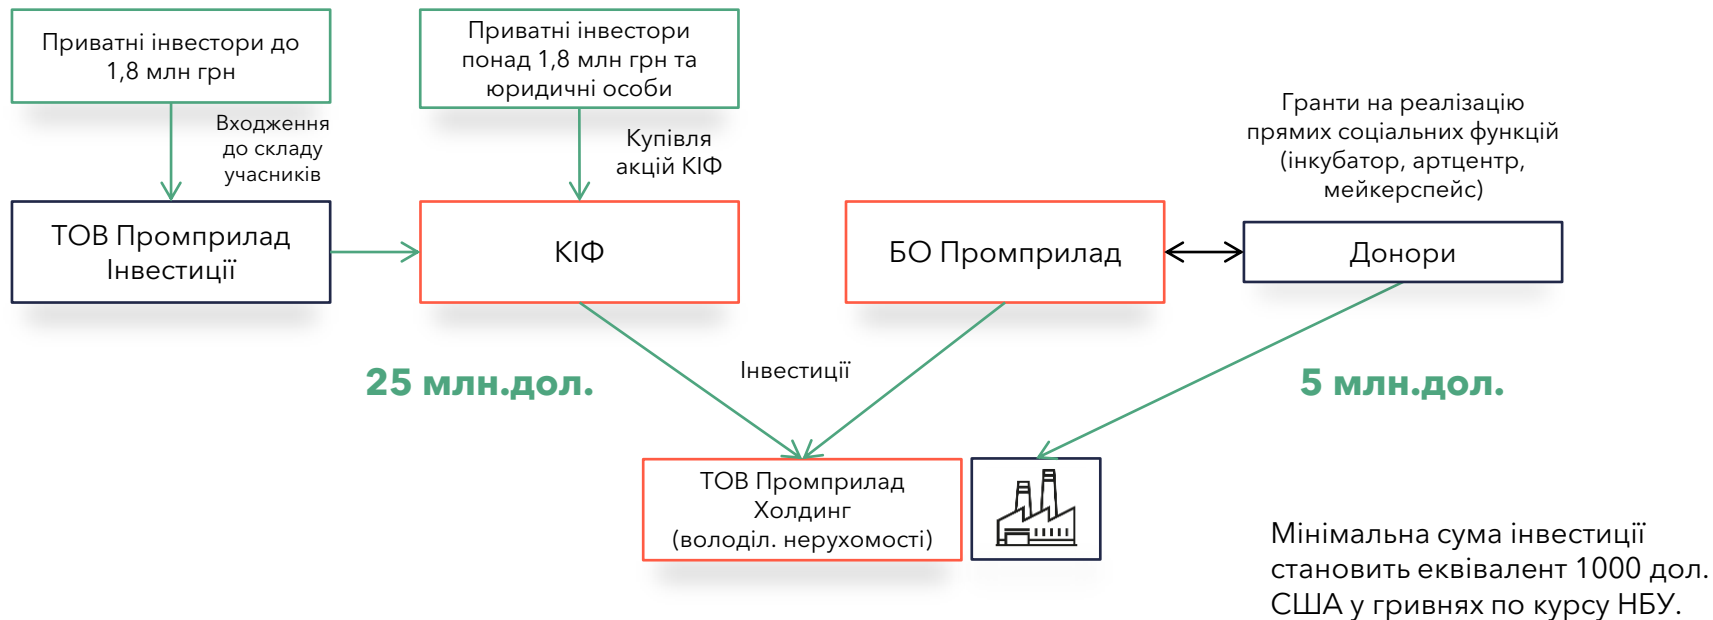 Приватні інвестори до
1,8 млн грн
Приватні інвестори
понад 1,8 млн грн та
юридичні особи
Входження
до складу
учасників
Купівля
акцій КІФ
Гранти на реалізацію
прямих соціальних функцій
(інкубатор, артцентр,
мейкерспейс)
ТОВ Промприлад
Інвестиції
КІФ
БО Промприлад
Донори
25 млн.дол.
Інвестиції
5 млн.дол.
ТОВ Промприлад
Холдинг
(володіл. нерухомості)
Мінімальна сума інвестиції
становить еквівалент 1000 дол.
США у гривнях по курсу НБУ.